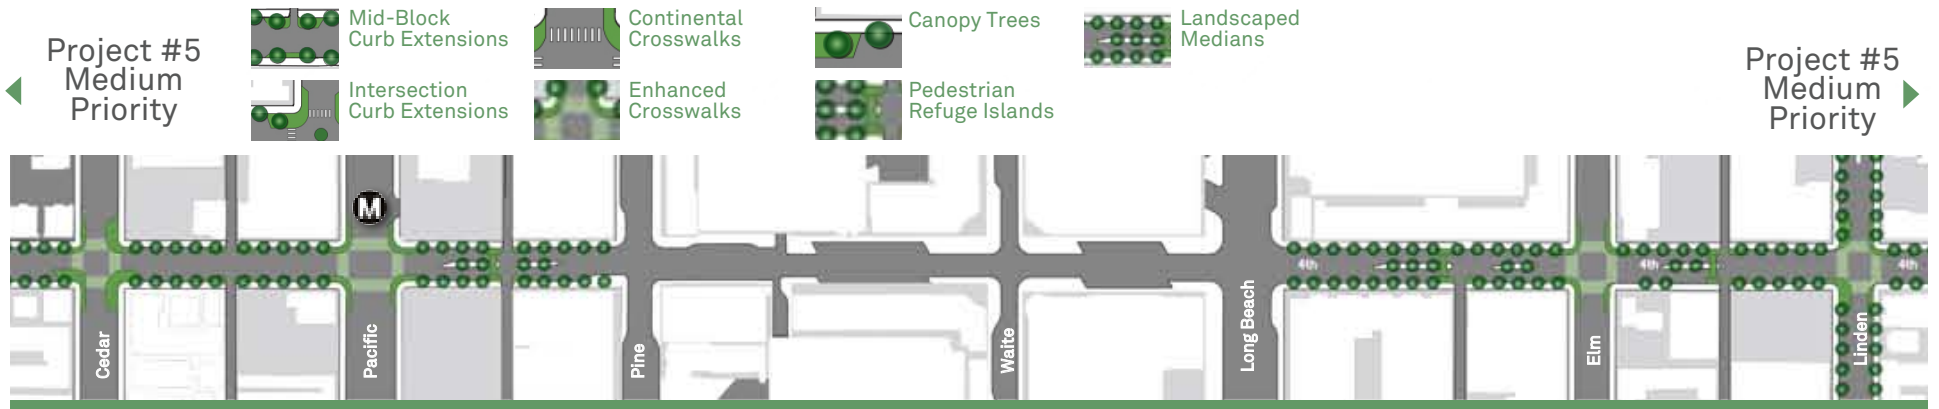 Project #5
Medium
Priority
Mid-Block
Curb Extensions
Intersection
Curb Extensions
Continental
Crosswalks
Enhanced
Crosswalks
Canopy Trees
Pedestrian
Refuge Islands
Landscaped
Medians
Project #5
Medium
Priority
M
4th
4th
4th
Cedar
Pacific
Pine
Waite
Long Beach
Elm
Linden